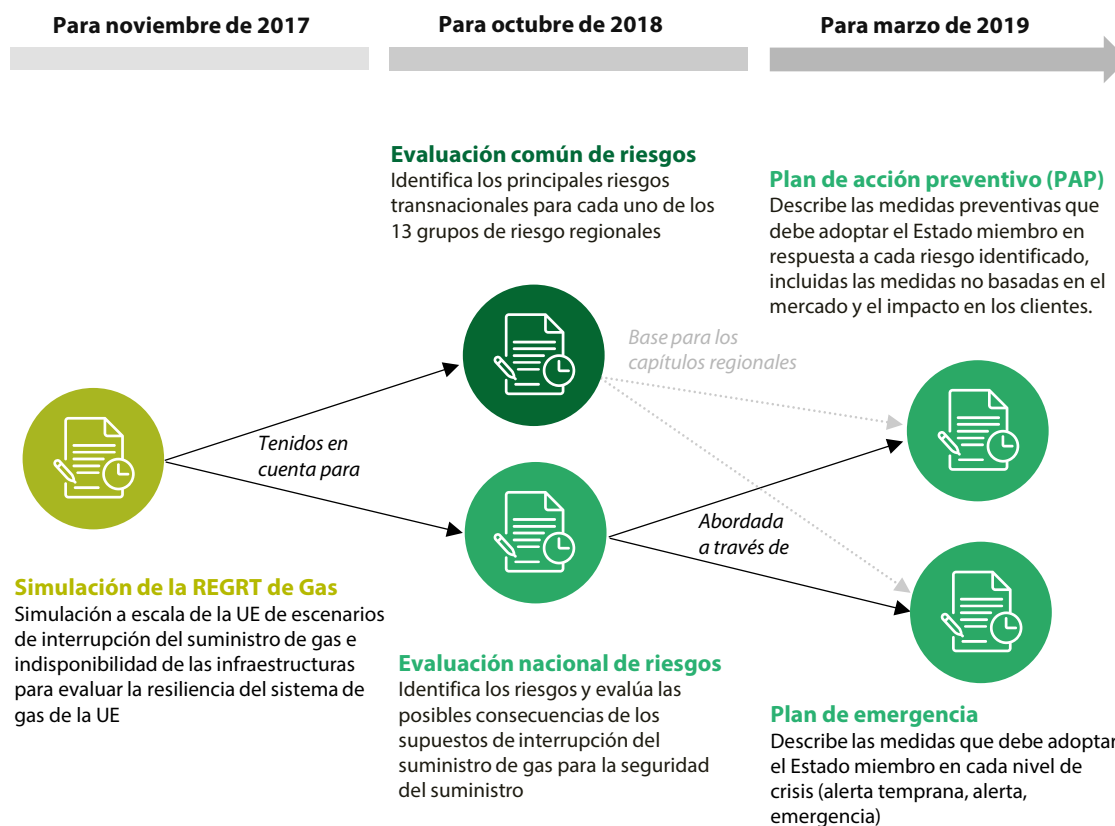 Para noviembre de 2017
Para octubre de 2018
Para marzo de 2019
Evaluación común de riesgos
Identifica los principales riesgos
transnacionales para cada uno de los
13 grupos de riesgo regionales
Plan de acción preventivo (PAP)
Describe las medidas preventivas que
debe adoptar el Estado miembro en
respuesta a cada riesgo identificado,
incluidas las medidas no basadas en el
mercado y el impacto en los clientes.
Base para los
capítulos regionales
Tenidos en
cuenta para
Abordada
a través de
Simulación de la REGRT de Gas
Simulación a escala de la UE de escenarios
de interrupción del suministro de gas e
indisponibilidad de las infraestructuras
para evaluar la resiliencia del sistema de
gas de la UE
Evaluación nacional de riesgos
Identifica los riesgos y evalúa las
posibles consecuencias de los
supuestos de interrupción del
suministro de gas para la seguridad
del suministro
Plan de emergencia
Describe las medidas que debe adoptar
el Estado miembro en cada nivel de
crisis (alerta temprana, alerta,
emergencia)